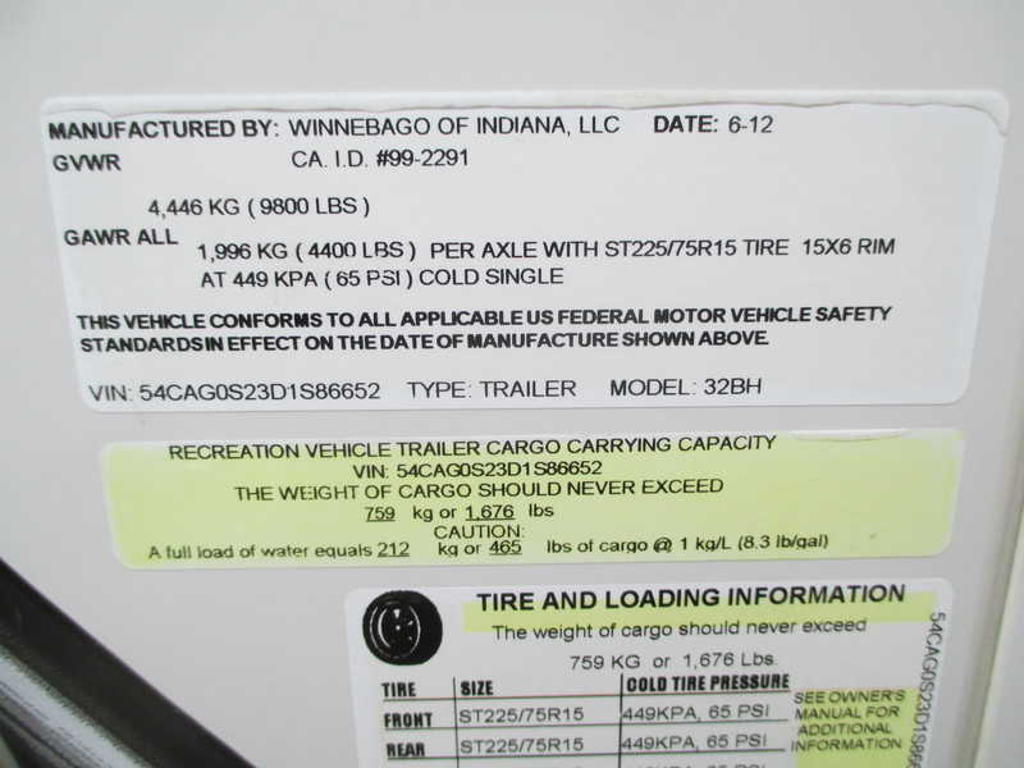 MANUFACTURED BY: WINNEBAGO OF INDIANA, LLC DATE: 6-12
GVWR CA. I.D. #99-2291
4,446 KG ( 9800 LBS )
GAWR ALL
1,996 KG ( 4400 LBS ) PER AXLE WITH ST225/75R15 TIRE 15X6 RIM
AT 449 KPA ( 65 PSI ) COLD SINGLE
THIS VEHICLE CONFORMS TO ALL APPLICABLE US FEDERAL MOTOR VEHICLE SAFETY
STANDARDS IN EFFECT ON THE DATE OF MANUFACTURE SHOWN ABOVE
VIN: 54CAG0S23D1S86652 TYPE: TRAILER MODEL: 32BH
RECREATION VEHICLE TRAILER CARGO CARRYING CAPACITY
VIN: 54CAG0S23D1S86652
THE WEIGHT OF CARGO SHOULD NEVER EXCEED
759 kg or 1,676 lbs
CAUTION:
A full load of water equals 212 kg or 465 lbs of cargo @ 1 kg/L (8.3 lb/gal)
TIRE AND LOADING INFORMATION
The weight of cargo should never exceed
759 KG or 1,676 Lbs.
TIRE SIZE COLD TIRE PRESSURE
FRONT ST225/75R15 449KPA, 65 PSI
REAR ST225/75R15 449KPA, 65 PSI
SEE OWNER'S
MANUAL FOR
ADDITIONAL
INFORMATION
54CAG0S23D1S866